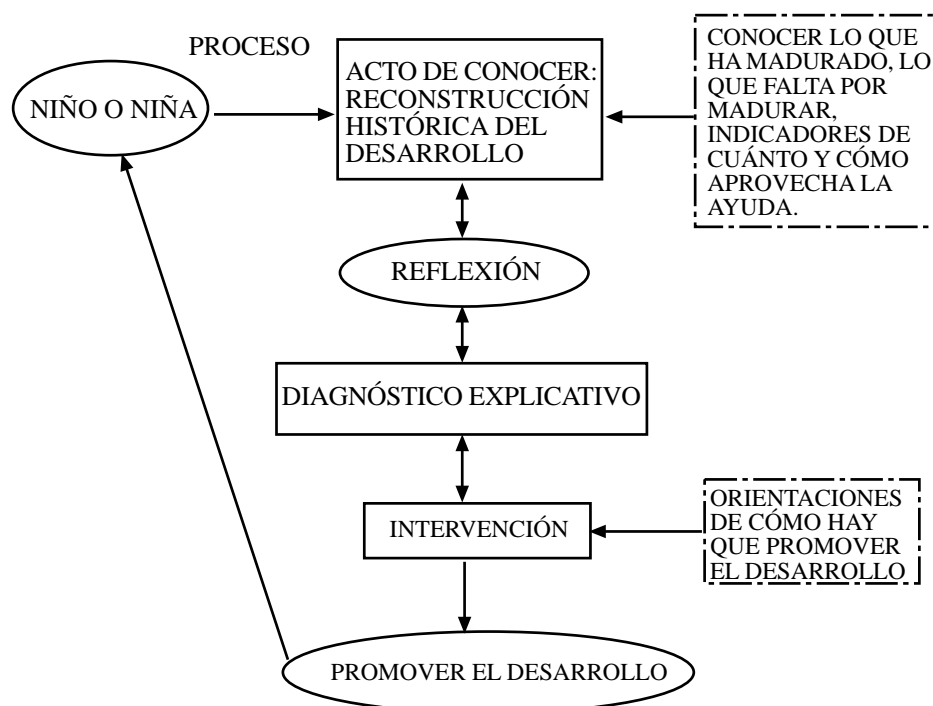 PROCESO
NIÑO O NIÑA
ACTO DE CONOCER:
RECONSTRUCCIÓN
HISTÓRICA DEL
DESARROLLO
CONOCER LO QUE
HA MADURADO, LO
QUE FALTA POR
MADURAR,
INDICADORES DE
CUÁNTO Y CÓMO
APROVECHA LA
AYUDA.
REFLEXIÓN
DIAGNÓSTICO EXPLICATIVO
INTERVENCIÓN
ORIENTACIONES
DE CÓMO HAY
QUE PROMOVER
EL DESARROLLO
PROMOVER EL DESARROLLO